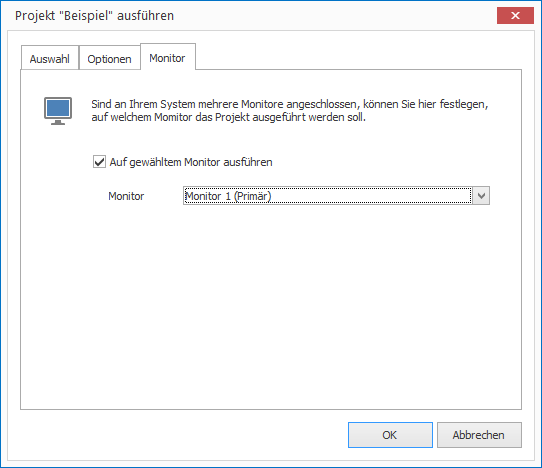 Projekt "Beispiel" ausführen
Auswahl
Optionen
Monitor
Sind an Ihrem System mehrere Monitore angeschlossen, können Sie hier festlegen,
auf welchem Momitor das Projekt ausgeführt werden soll.
Auf gewähltem Monitor ausführen
Monitor
Monitor 1 (Primär)
OK
Abbrechen